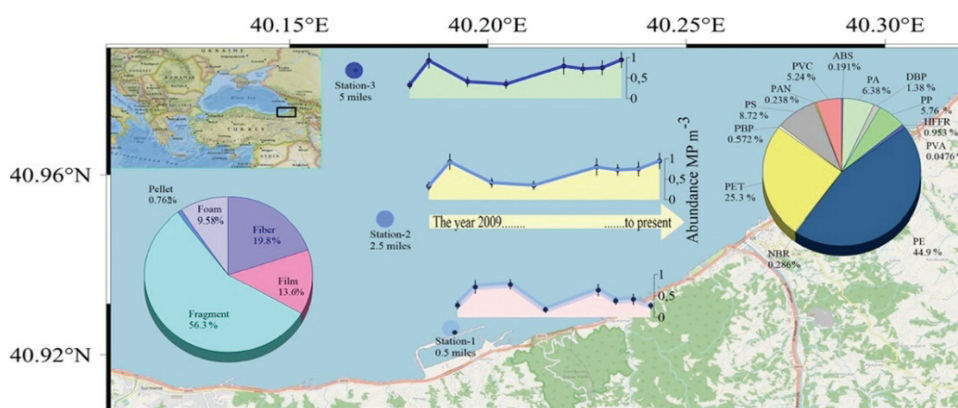 40.15°E
40.20°E
40.25°E
40.30°E
40.96°N
40.92°N
UKRAINE
Black Sea
TURKEY
Station-3
5 miles
1
0,5
0
Station-2
2.5 miles
1
0,5
0
The year 2009........
.......to present
Abundance MP m⁻³
Station-1
0.5 miles
1
0,5
0
Pellet
0.76%
Foam
9.58%
Fiber
19.8%
Film
13.6%
Fragment
56.3%
ABS
0.191%
PVC
5.24 %
PA
6.38 %
DBP
1.38 %
PAN
0.238 %
PP
5.76 %
PS
8.72 %
HFFR
0.953 %
PBP
0.572 %
PVA
0.0476 %
PET
25.3 %
PE
44.9 %
NBR
0.286%